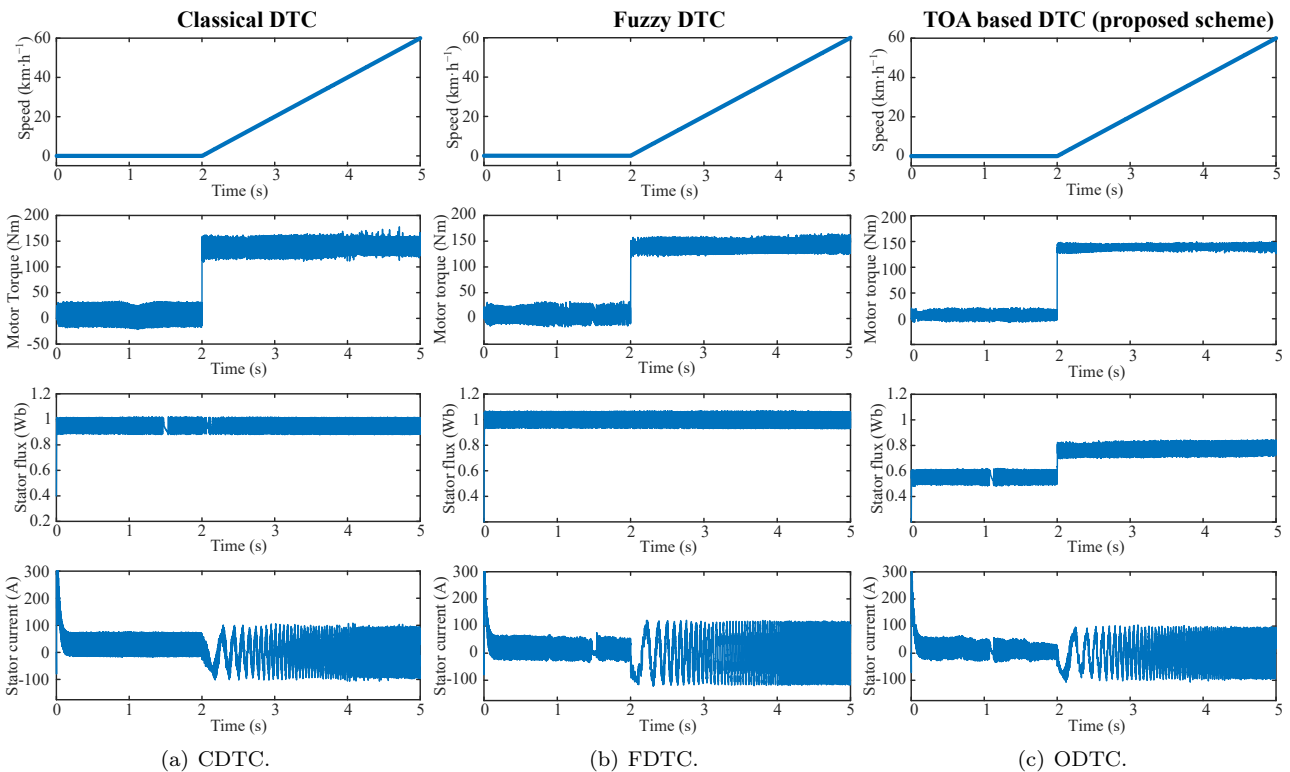 Classical DTC
Fuzzy DTC
TOA based DTC (proposed scheme)
Speed (km·h⁻¹)
60
40
20
0
0 1 2 3 4 5
Time (s)
Speed (km·h⁻¹)
60
40
20
0
0 1 2 3 4 5
Time (s)
Speed (km·h⁻¹)
60
40
20
0
0 1 2 3 4 5
Time (s)
Motor Torque (Nm)
200
150
100
50
0
-50
0 1 2 3 4 5
Time (s)
Motor torque (Nm)
200
150
100
50
0
0 1 2 3 4 5
Time (s)
Motor torque (Nm)
200
150
100
50
0
0 1 2 3 4 5
Time (s)
Stator flux (Wb)
1.2
1
0.8
0.6
0.4
0.2
0 1 2 3 4 5
Time (s)
Stator flux (Wb)
1.2
1
0.8
0.6
0.4
0 1 2 3 4 5
Time (s)
Stator flux (Wb)
1.2
1
0.8
0.6
0.4
0 1 2 3 4 5
Time (s)
Stator current (A)
300
200
100
0
-100
0 1 2 3 4 5
Time (s)
Stator current (A)
300
200
100
0
-100
0 1 2 3 4 5
Time (s)
Stator current (A)
300
200
100
0
-100
0 1 2 3 4 5
Time (s)
(a) CDTC.
(b) FDTC.
(c) ODTC.